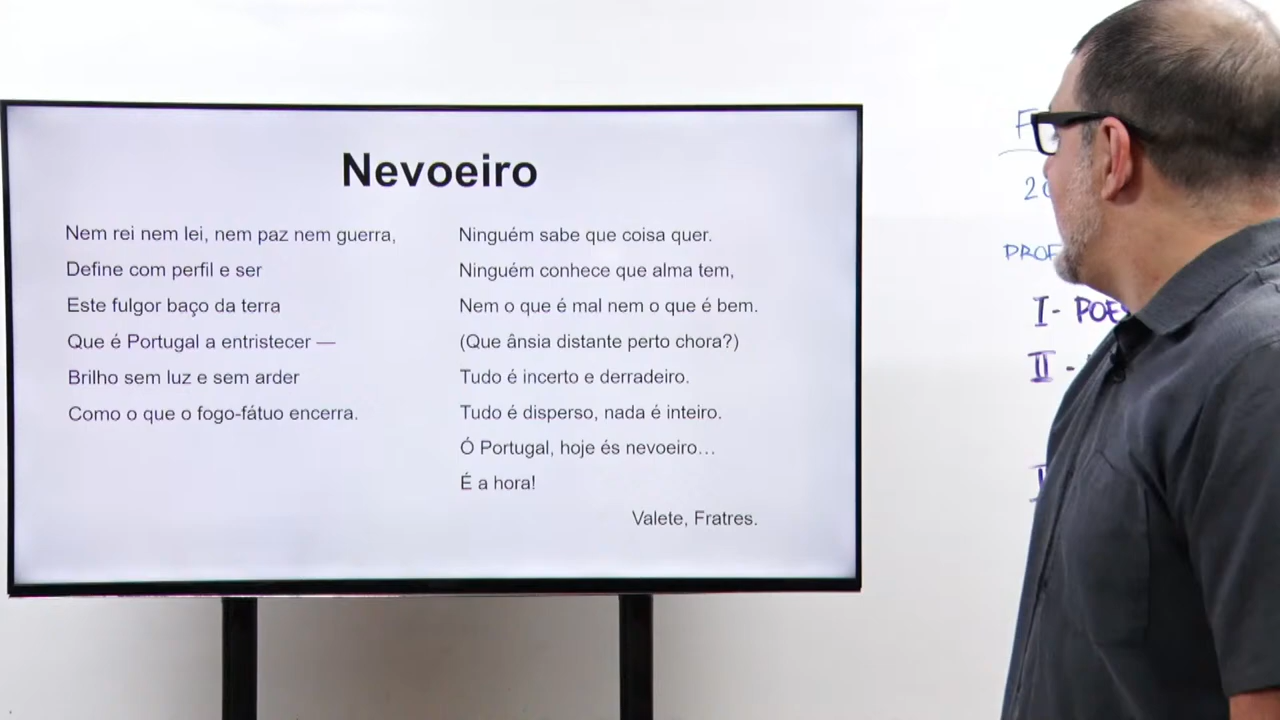 Nevoeiro
Nem rei nem lei, nem paz nem guerra,
Define com perfil e ser
Este fulgor baço da terra
Que é Portugal a entristecer —
Brilho sem luz e sem arder
Como o que o fogo-fátuo encerra.
Ninguém sabe que coisa quer.
Ninguém conhece que alma tem,
Nem o que é mal nem o que é bem.
(Que ânsia distante perto chora?)
Tudo é incerto e derradeiro.
Tudo é disperso, nada é inteiro.
Ó Portugal, hoje és nevoeiro…
É a hora!
Valete, Fratres.
I-
II -